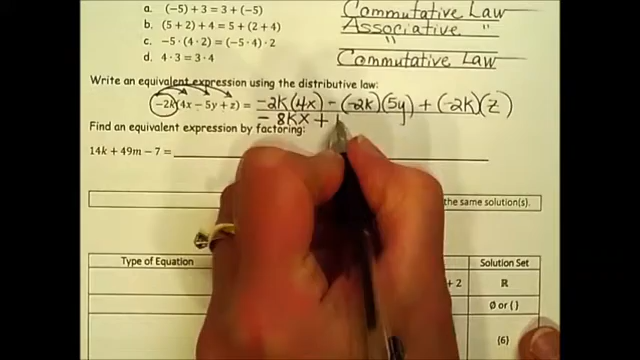 a. (−5) + 3 = 3 + (−5) Commutative Law
b. (5 + 2) + 4 = 5 + (2 + 4) Associative "
c. −5 · (4 · 2) = (−5 · 4) · 2 "
d. 4 · 3 = 3 · 4 Commutative Law
Write an equivalent expression using the distributive law:
−2k(4x − 5y + z) = −2k(4x) − (−2k)(5y) + (−2k)(z)
− 8kx + 1
Find an equivalent expression by factoring:
14k + 49m − 7 =
the same solution(s).
Type of Equation Solution Set
+ 2 ℝ
∅ or { }
{6}